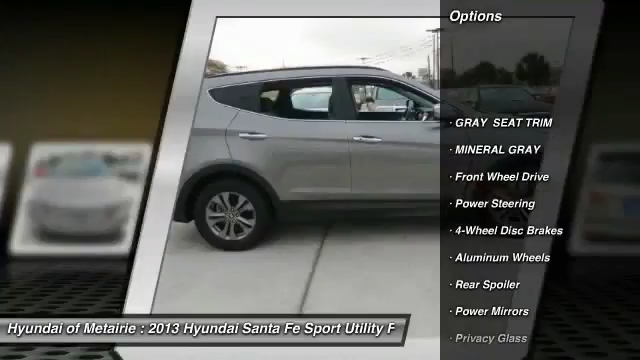 Options
· GRAY SEAT TRIM
· MINERAL GRAY
· Front Wheel Drive
· Power Steering
· 4-Wheel Disc Brakes
· Aluminum Wheels
· Rear Spoiler
· Power Mirrors
· Privacy Glass
Hyundai of Metairie : 2013 Hyundai Santa Fe Sport Utility F